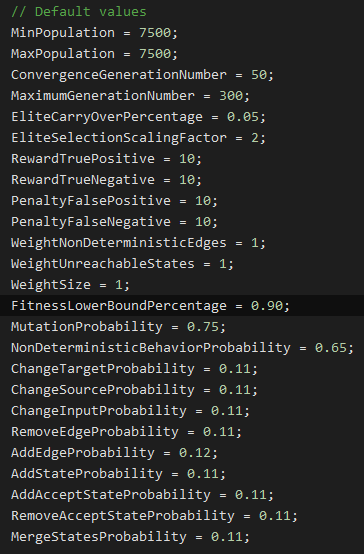 // Default values
MinPopulation = 7500;
MaxPopulation = 7500;
ConvergenceGenerationNumber = 50;
MaximumGenerationNumber = 300;
EliteCarryOverPercentage = 0.05;
EliteSelectionScalingFactor = 2;
RewardTruePositive = 10;
RewardTrueNegative = 10;
PenaltyFalsePositive = 10;
PenaltyFalseNegative = 10;
WeightNonDeterministicEdges = 1;
WeightUnreachableStates = 1;
WeightSize = 1;
FitnessLowerBoundPercentage = 0.90;
MutationProbability = 0.75;
NonDeterministicBehaviorProbability = 0.65;
ChangeTargetProbability = 0.11;
ChangeSourceProbability = 0.11;
ChangeInputProbability = 0.11;
RemoveEdgeProbability = 0.11;
AddEdgeProbability = 0.12;
AddStateProbability = 0.11;
AddAcceptStateProbability = 0.11;
RemoveAcceptStateProbability = 0.11;
MergeStatesProbability = 0.11;